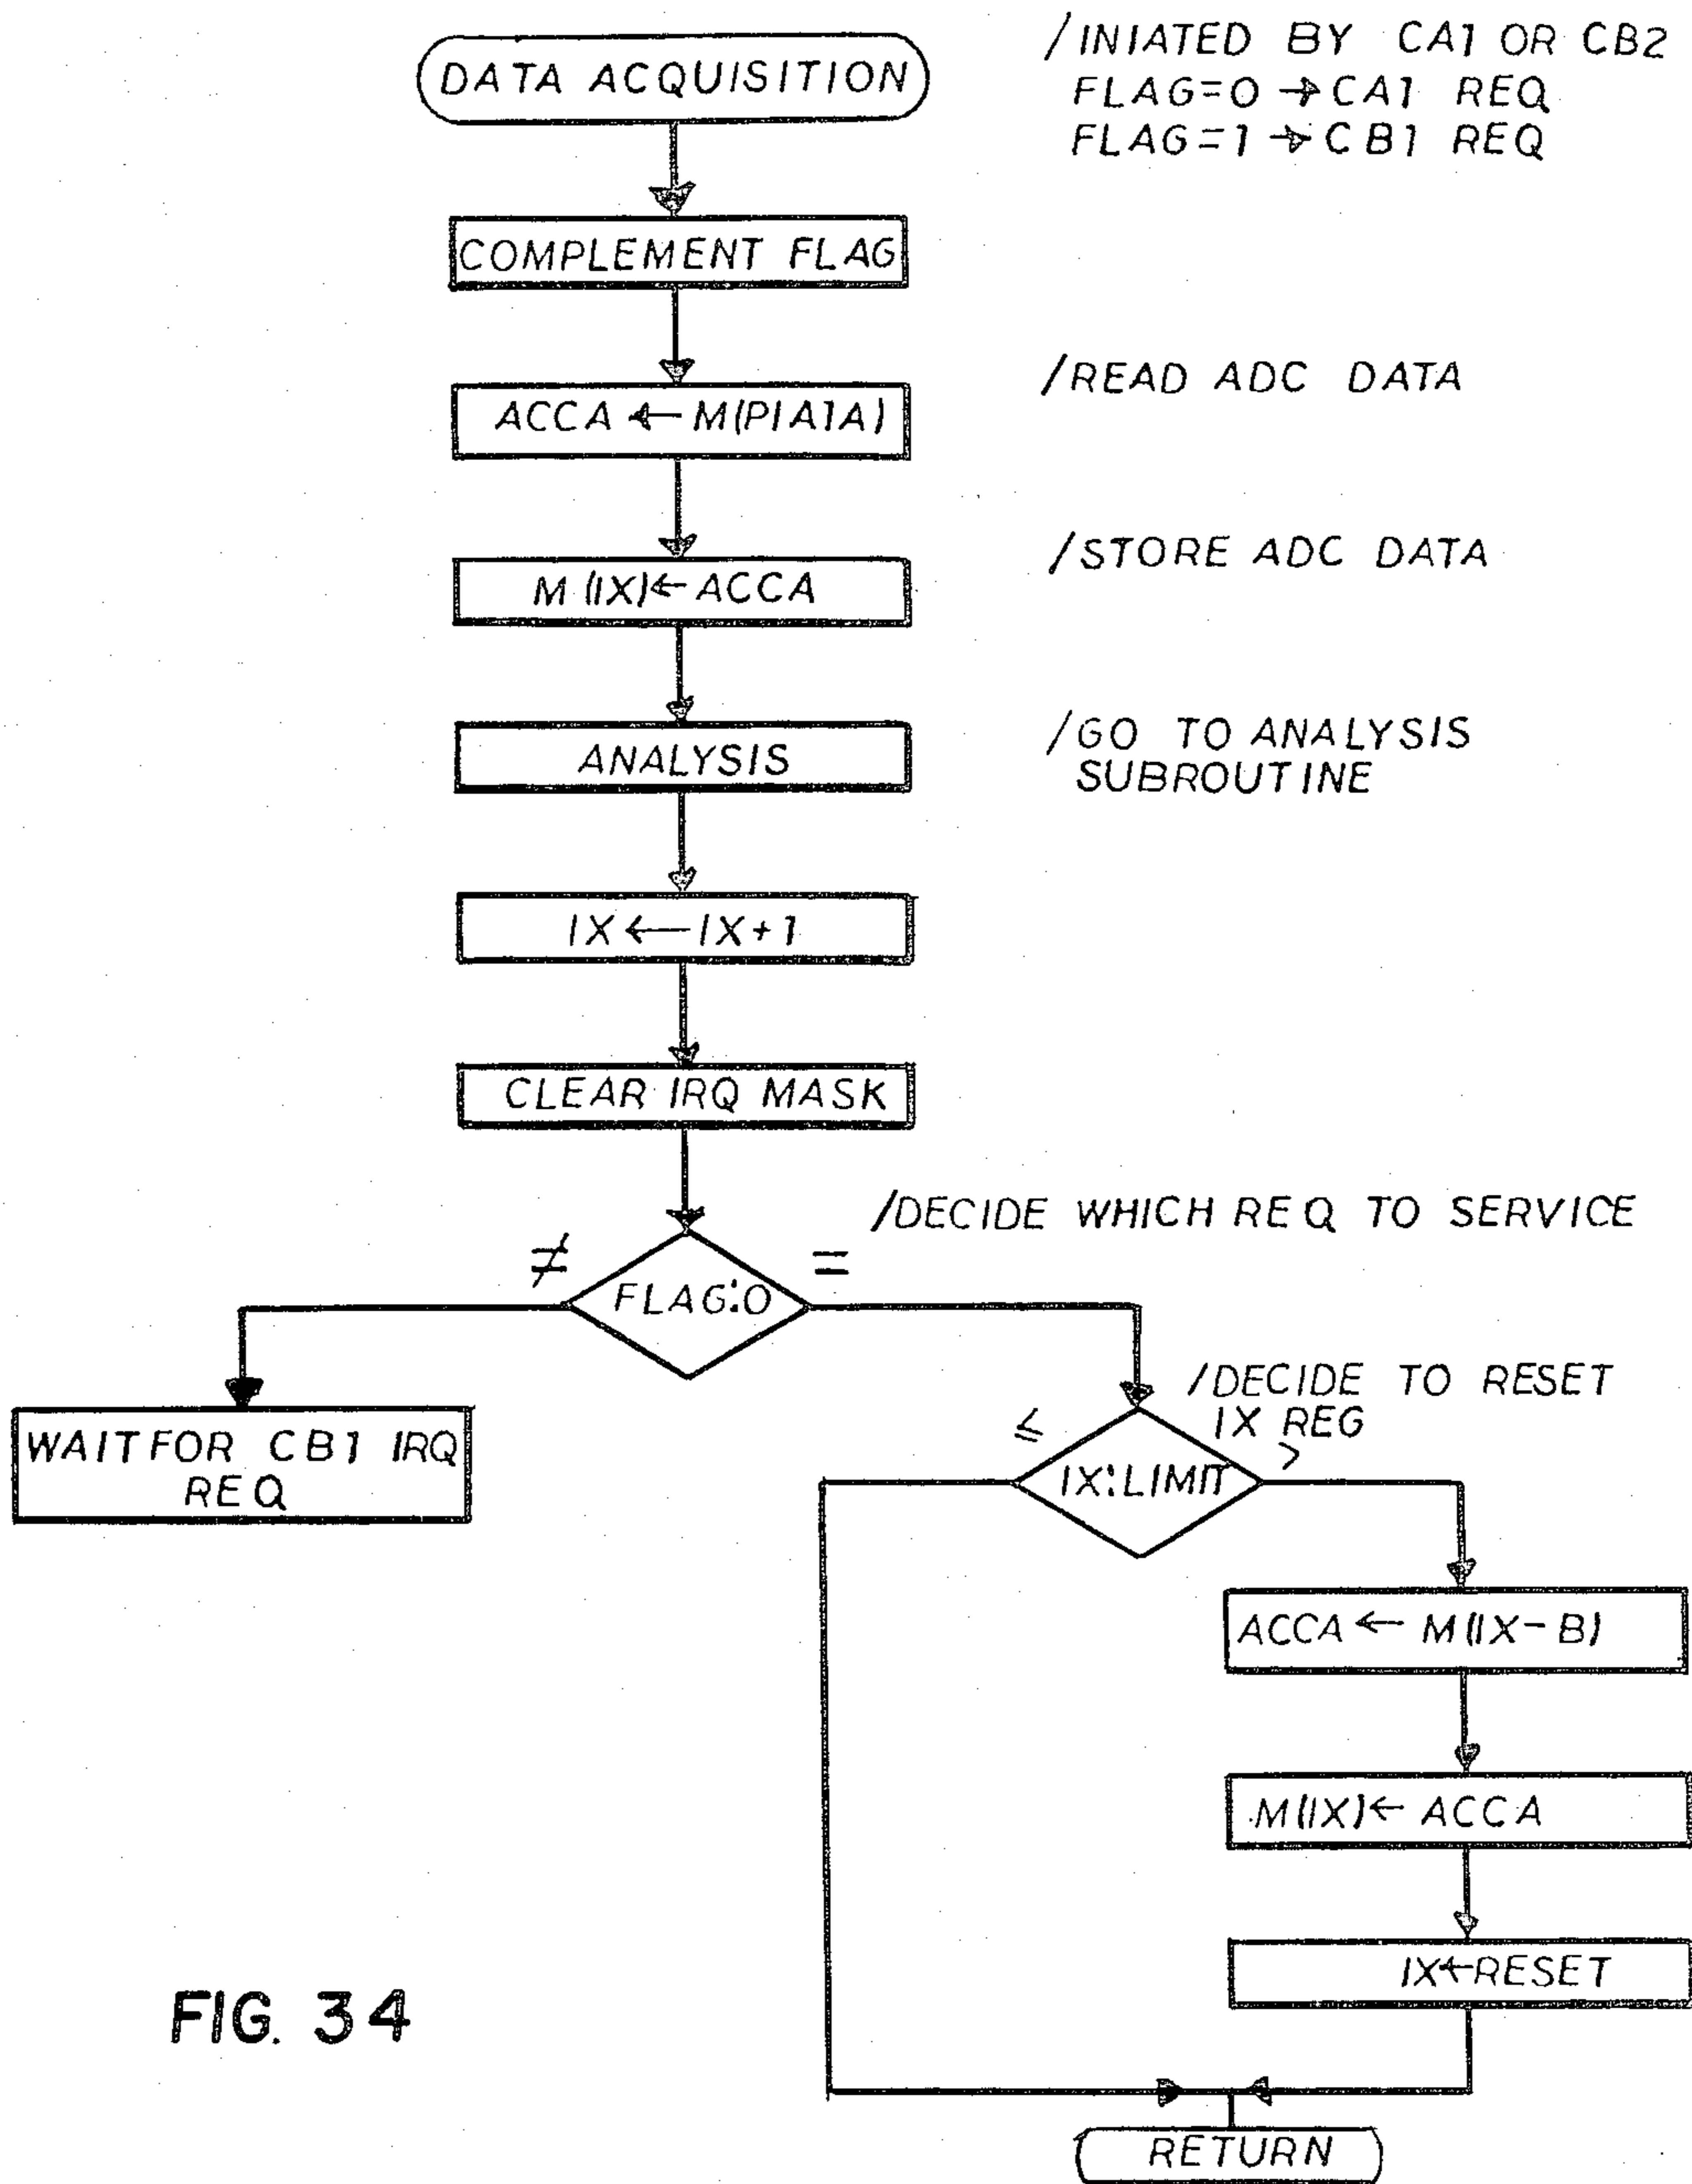 DATA ACQUISITION
/INIATED BY CA1 OR CB2
FLAG=0 → CA1 REQ
FLAG=1 → CB1 REQ
COMPLEMENT FLAG
ACCA ← M(PIA1A)
/READ ADC DATA
M(IX) ← ACCA
/STORE ADC DATA
ANALYSIS
/GO TO ANALYSIS
SUBROUTINE
IX ← IX+1
CLEAR IRQ MASK
/DECIDE WHICH REQ TO SERVICE
≠
FLAG:0
=
WAIT FOR CB1 IRQ
REQ
/DECIDE TO RESET
IX REG
≤
IX:LIMIT
>
ACCA ← M(IX-B)
M(IX) ← ACCA
IX←RESET
RETURN
FIG. 34